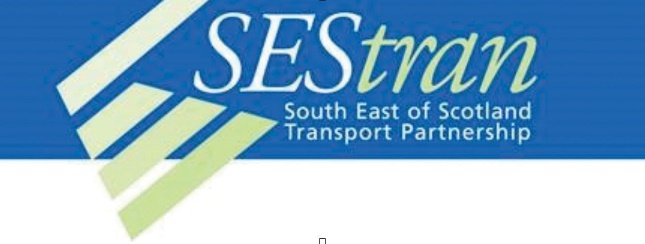 SEStran
South East of Scotland
Transport Partnership